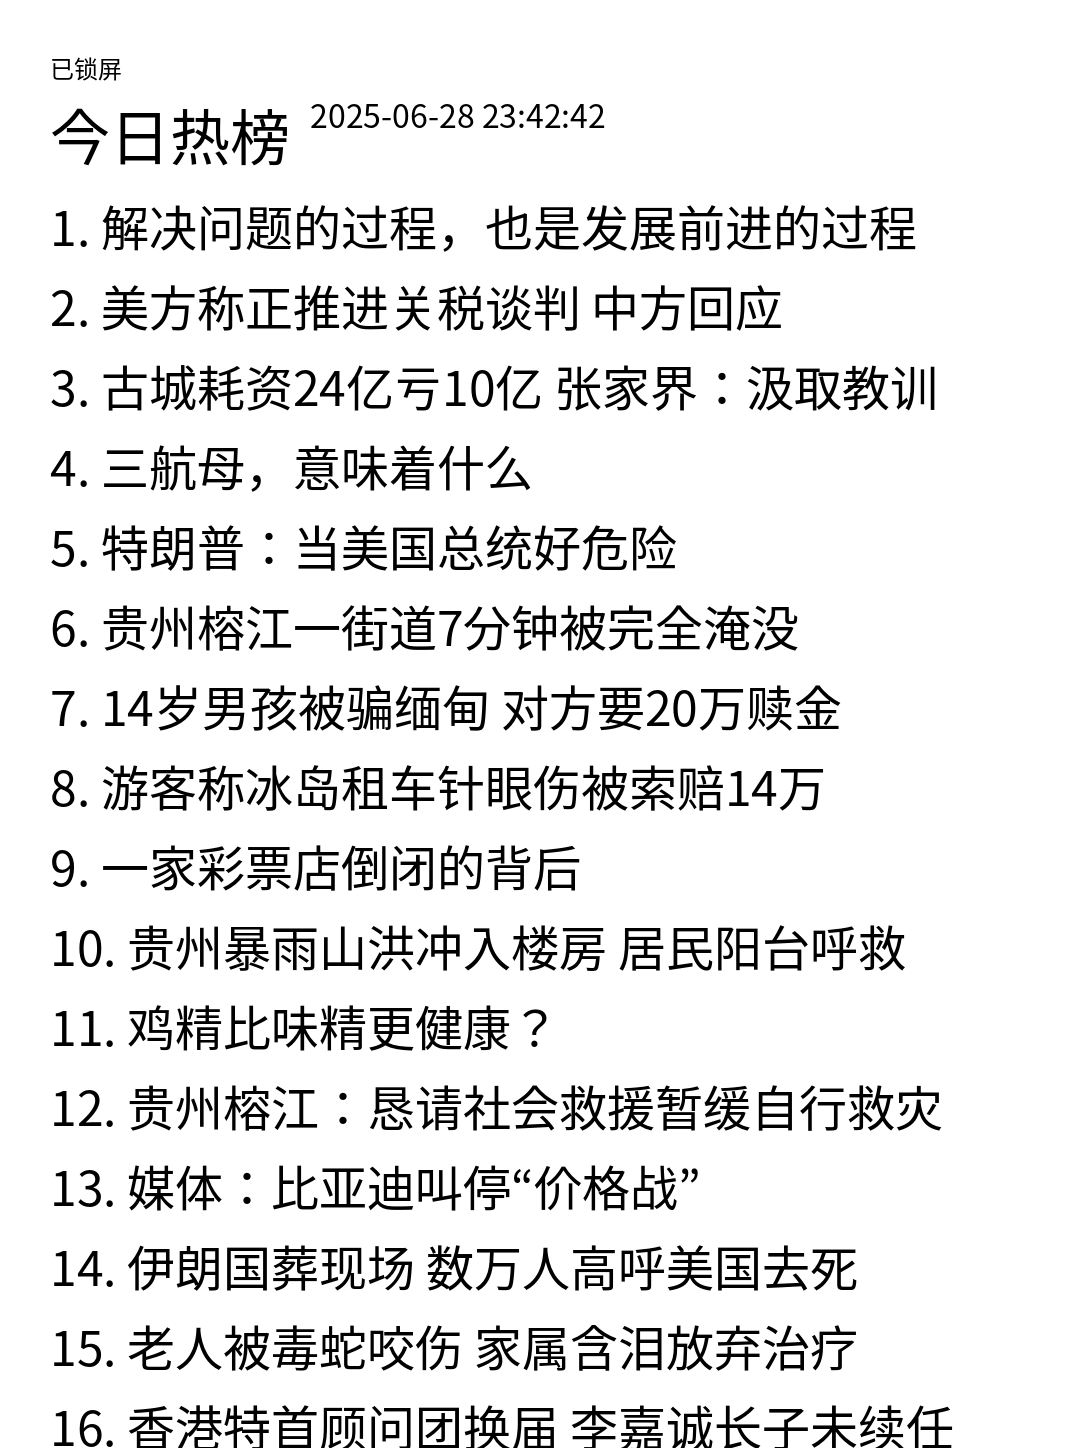 已锁屏
今日热榜 2025-06-28 23:42:42
1. 解决问题的过程，也是发展前进的过程
2. 美方称正推进关税谈判 中方回应
3. 古城耗资24亿亏10亿 张家界：汲取教训
4. 三航母，意味着什么
5. 特朗普：当美国总统好危险
6. 贵州榕江一街道7分钟被完全淹没
7. 14岁男孩被骗缅甸 对方要20万赎金
8. 游客称冰岛租车针眼伤被索赔14万
9. 一家彩票店倒闭的背后
10. 贵州暴雨山洪冲入楼房 居民阳台呼救
11. 鸡精比味精更健康？
12. 贵州榕江：恳请社会救援暂缓自行救灾
13. 媒体：比亚迪叫停“价格战”
14. 伊朗国葬现场 数万人高呼美国去死
15. 老人被毒蛇咬伤 家属含泪放弃治疗
16. 香港特首顾问团换届 李嘉诚长子未续任